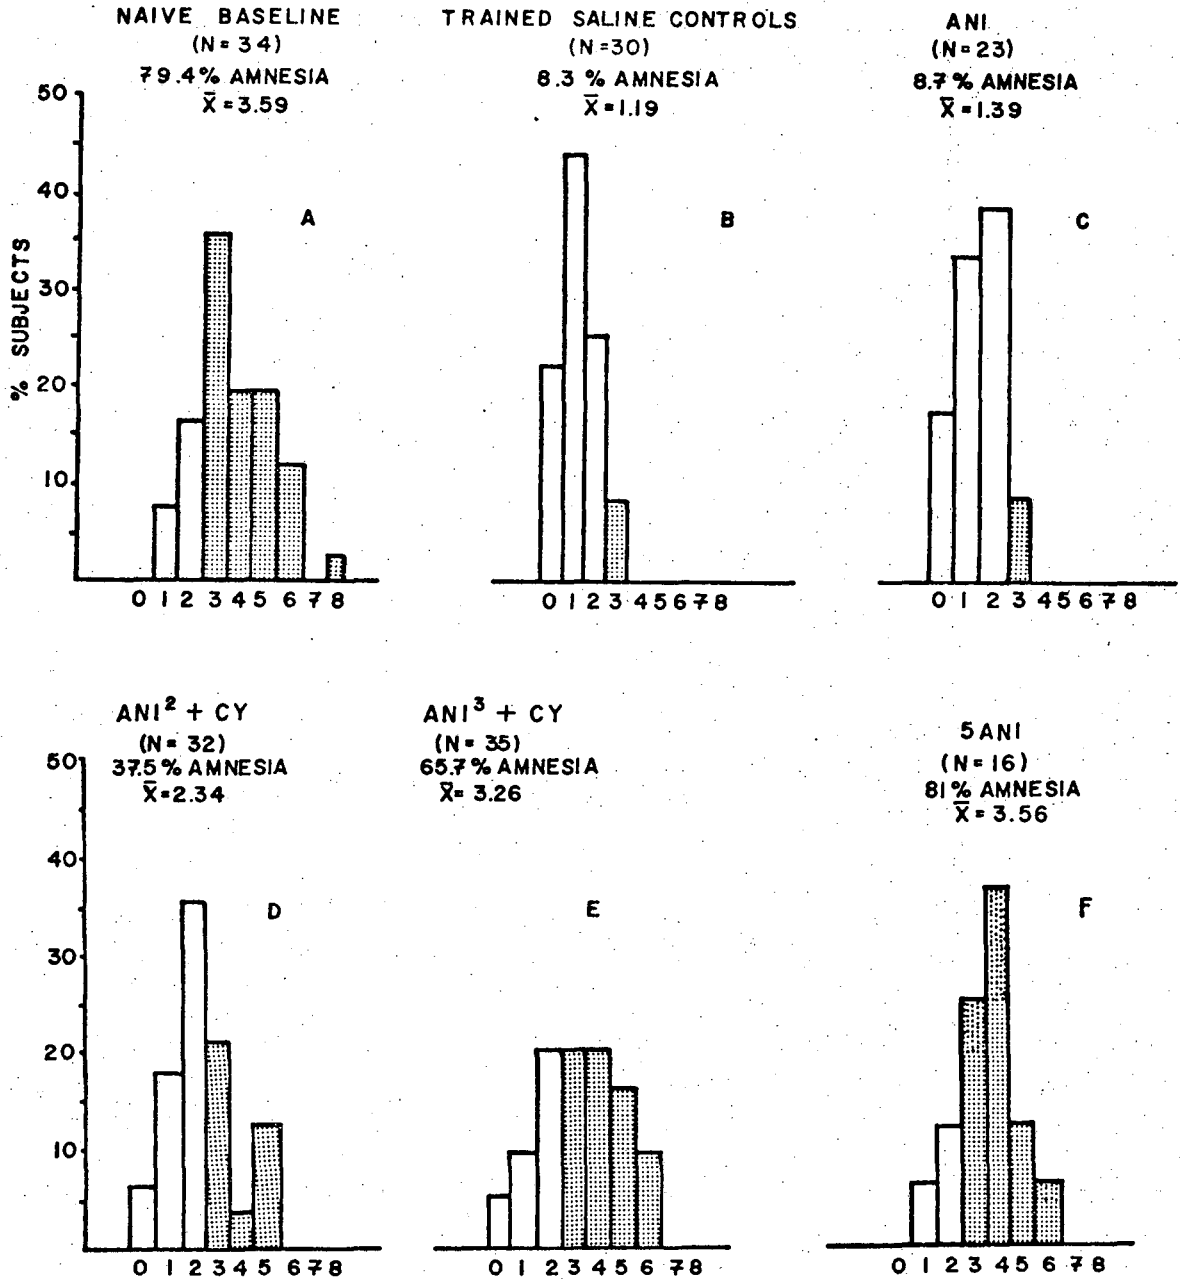 NAIVE BASELINE
(N=34)
79.4% AMNESIA
X̄=3.59
TRAINED SALINE CONTROLS
(N=30)
8.3% AMNESIA
X̄=1.19
ANI
(N=23)
8.7% AMNESIA
X̄=1.39
% SUBJECTS
50
40
30
20
10
A
B
C
0 1 2 3 4 5 6 7 8
0 1 2 3 4 5 6 7 8
0 1 2 3 4 5 6 7 8
ANI² + CY
(N=32)
37.5% AMNESIA
X̄=2.34
ANI³ + CY
(N=35)
65.7% AMNESIA
X̄=3.26
5ANI
(N=16)
81% AMNESIA
X̄=3.56
50
40
30
20
10
D
E
F
0 1 2 3 4 5 6 7 8
0 1 2 3 4 5 6 7 8
0 1 2 3 4 5 6 7 8